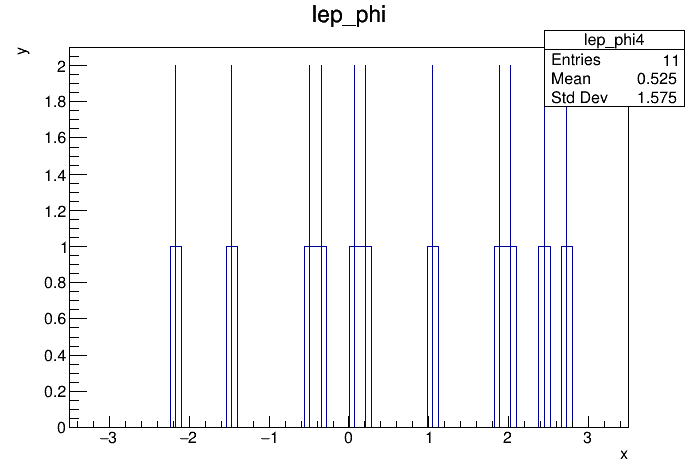 lep_phi
y
lep_phi4
Entries 11
Mean 0.525
Std Dev 1.575
2
1.8
1.6
1.4
1.2
1
0.8
0.6
0.4
0.2
0
−3 −2 −1 0 1 2 3
x